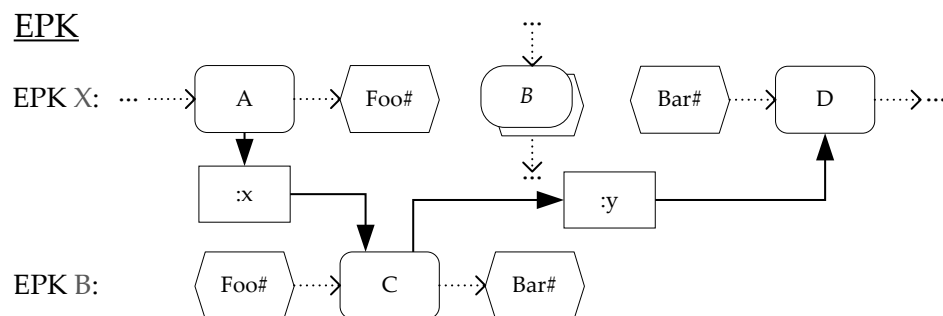 EPK
...
EPK X: ... A Foo# B Bar# D ...
...
:x :y
EPK B: Foo# C Bar#